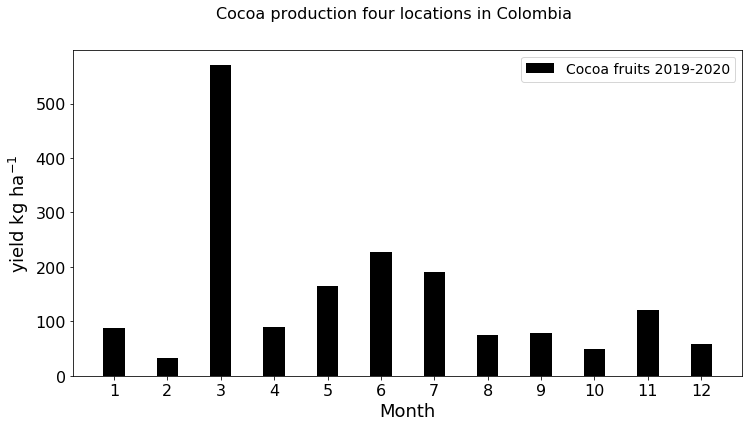 Cocoa production four locations in Colombia
Cocoa fruits 2019-2020
500
400
300
200
100
0
yield kg ha⁻¹
1 2 3 4 5 6 7 8 9 10 11 12
Month